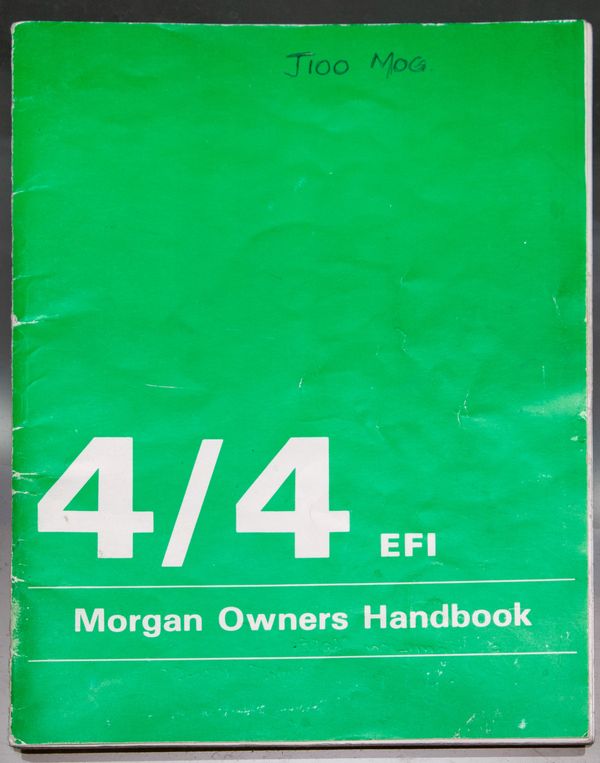 J100 MOG
4/4 EFI
Morgan Owners Handbook